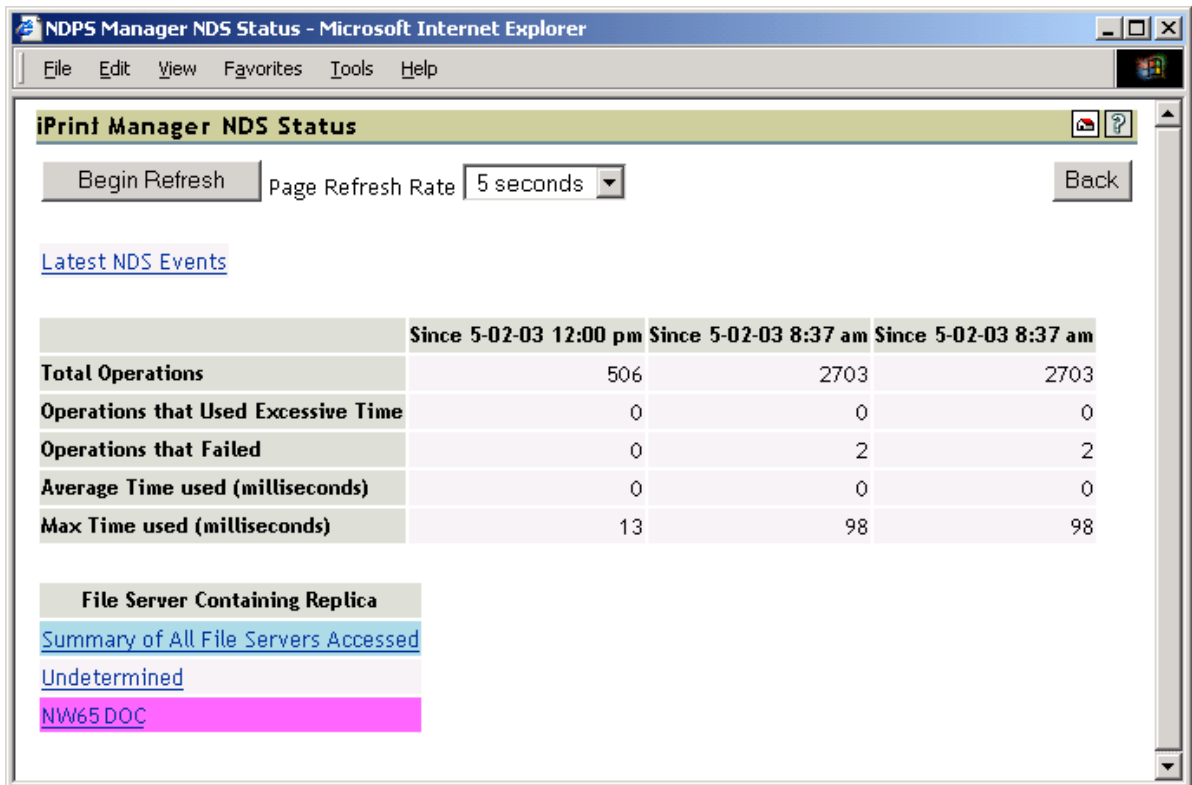 NDPS Manager NDS Status - Microsoft Internet Explorer
File Edit View Favorites Tools Help
iPrint Manager NDS Status
Begin Refresh Page Refresh Rate 5 seconds Back
Latest NDS Events
Since 5-02-03 12:00 pm Since 5-02-03 8:37 am Since 5-02-03 8:37 am
Total Operations 506 2703 2703
Operations that Used Excessive Time 0 0 0
Operations that Failed 0 2 2
Average Time used (milliseconds) 0 0 0
Max Time used (milliseconds) 13 98 98
File Server Containing Replica
Summary of All File Servers Accessed
Undetermined
NW65DOC